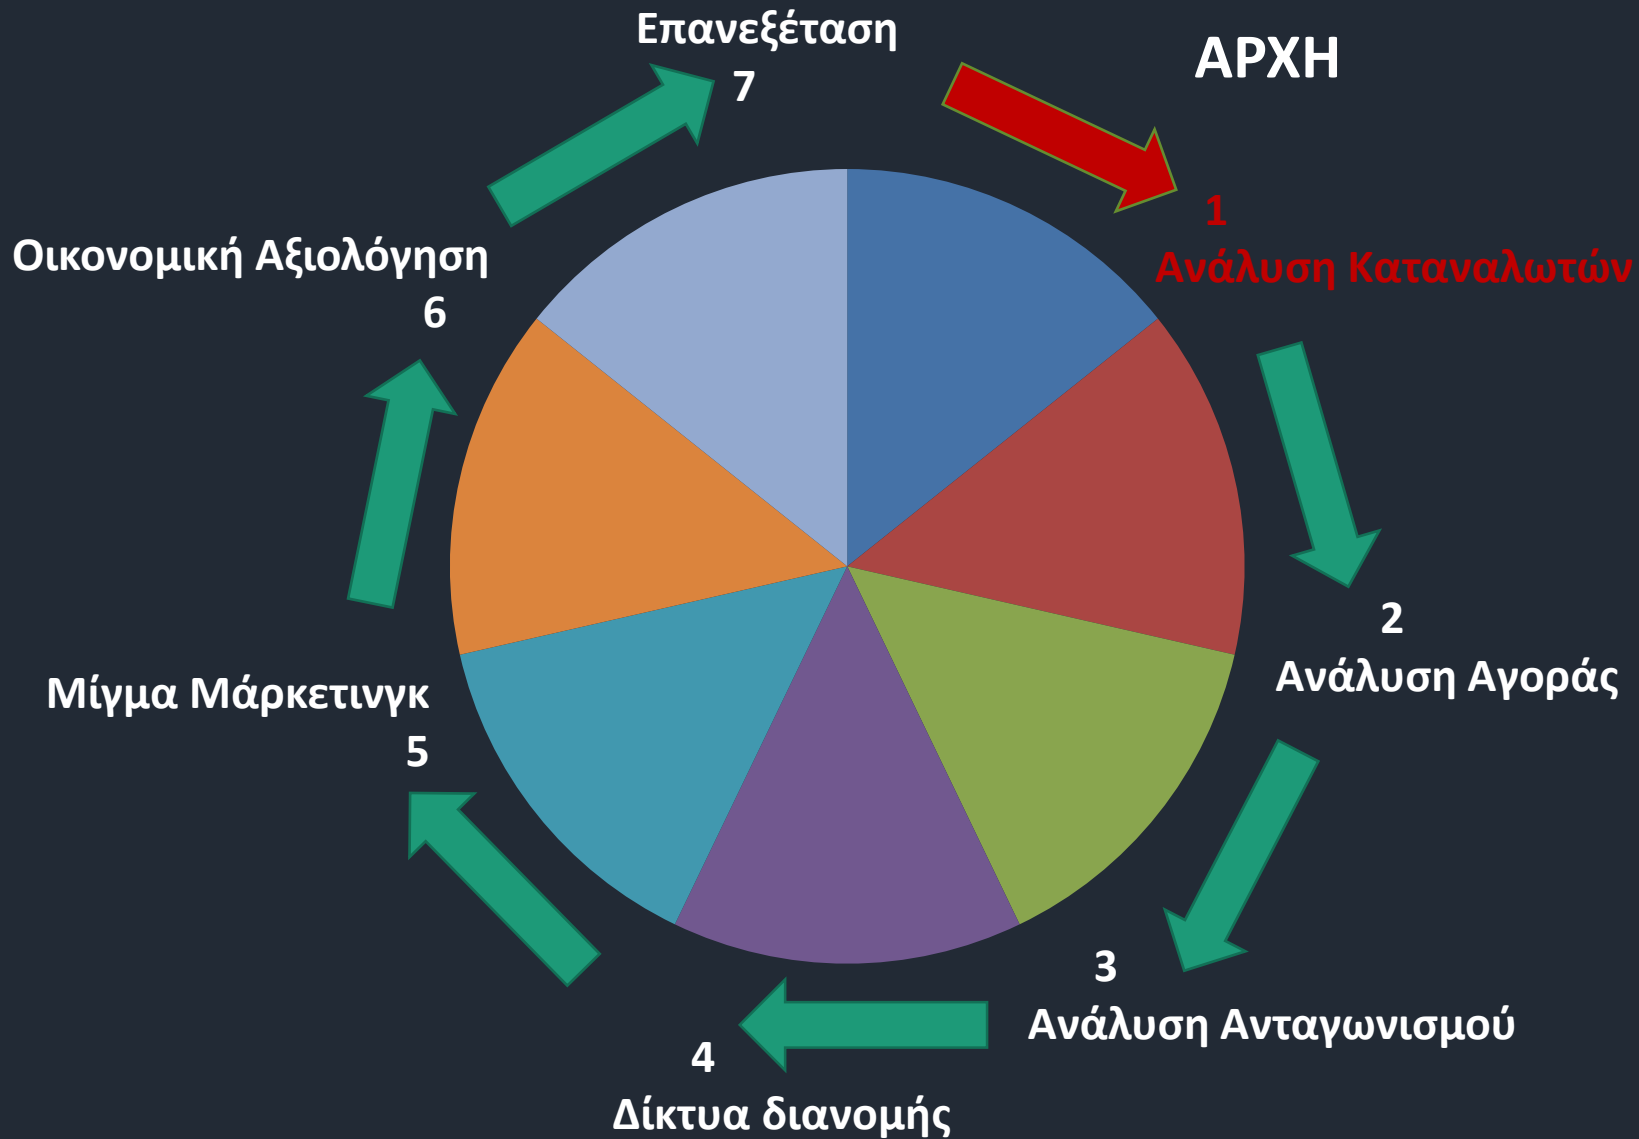 Επανεξέταση
7
ΑΡΧΗ
1
Ανάλυση Καταναλωτών
2
Ανάλυση Αγοράς
3
Ανάλυση Ανταγωνισμού
4
Δίκτυα διανομής
Μίγμα Μάρκετινγκ
5
Οικονομική Αξιολόγηση
6